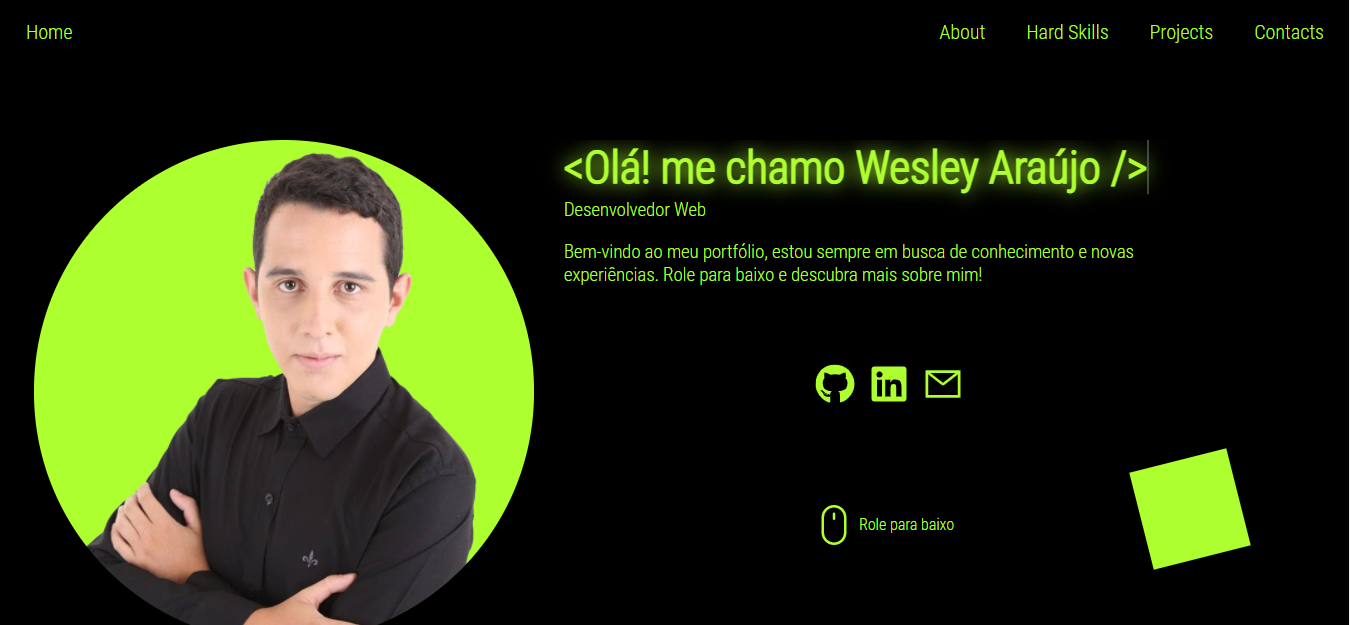 Home
About
Hard Skills
Projects
Contacts
<Olá! me chamo Wesley Araújo />
Desenvolvedor Web
Bem-vindo ao meu portfólio, estou sempre em busca de conhecimento e novas
experiências. Role para baixo e descubra mais sobre mim!
in
Role para baixo